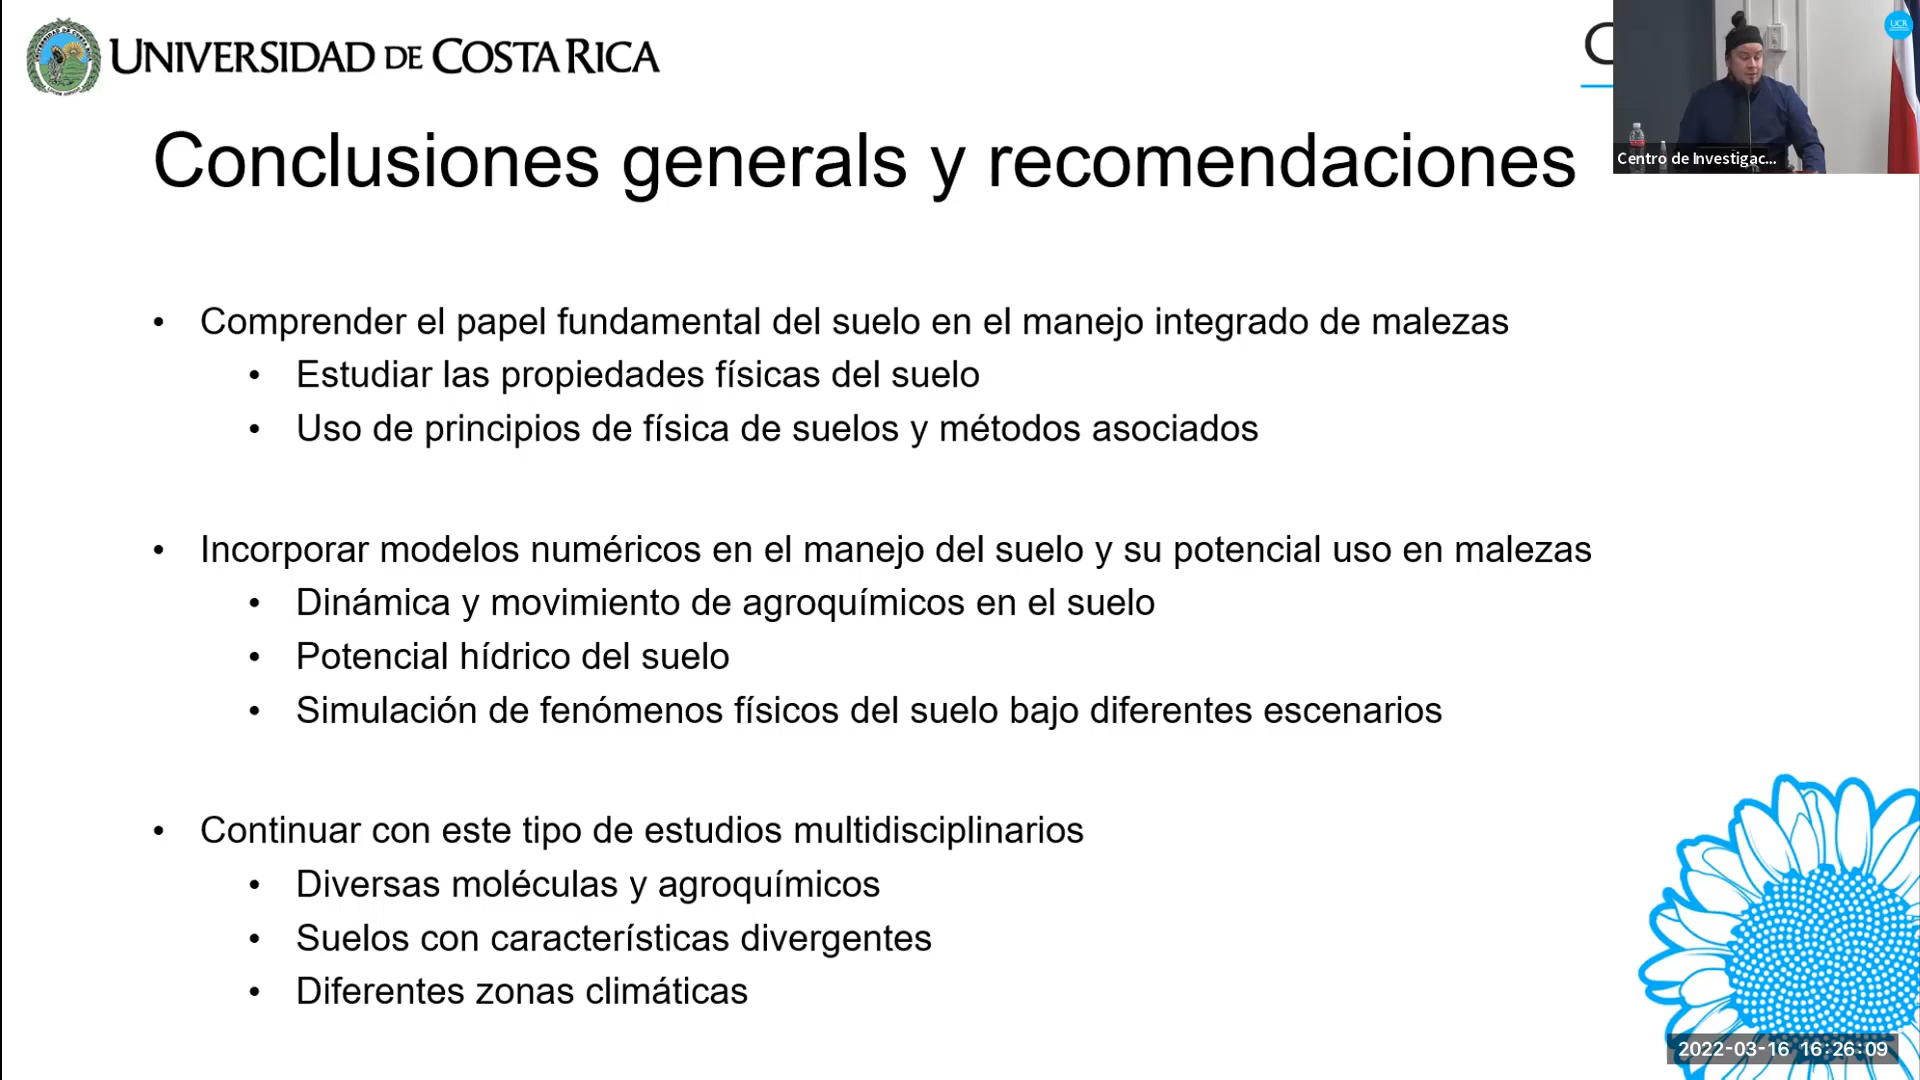 UNIVERSIDAD DE COSTA RICA
UCR
Centro de Investigac...
Conclusiones generals y recomendaciones
• Comprender el papel fundamental del suelo en el manejo integrado de malezas
• Estudiar las propiedades físicas del suelo
• Uso de principios de física de suelos y métodos asociados
• Incorporar modelos numéricos en el manejo del suelo y su potencial uso en malezas
• Dinámica y movimiento de agroquímicos en el suelo
• Potencial hídrico del suelo
• Simulación de fenómenos físicos del suelo bajo diferentes escenarios
• Continuar con este tipo de estudios multidisciplinarios
• Diversas moléculas y agroquímicos
• Suelos con características divergentes
• Diferentes zonas climáticas
2022-03-16 16:26:09